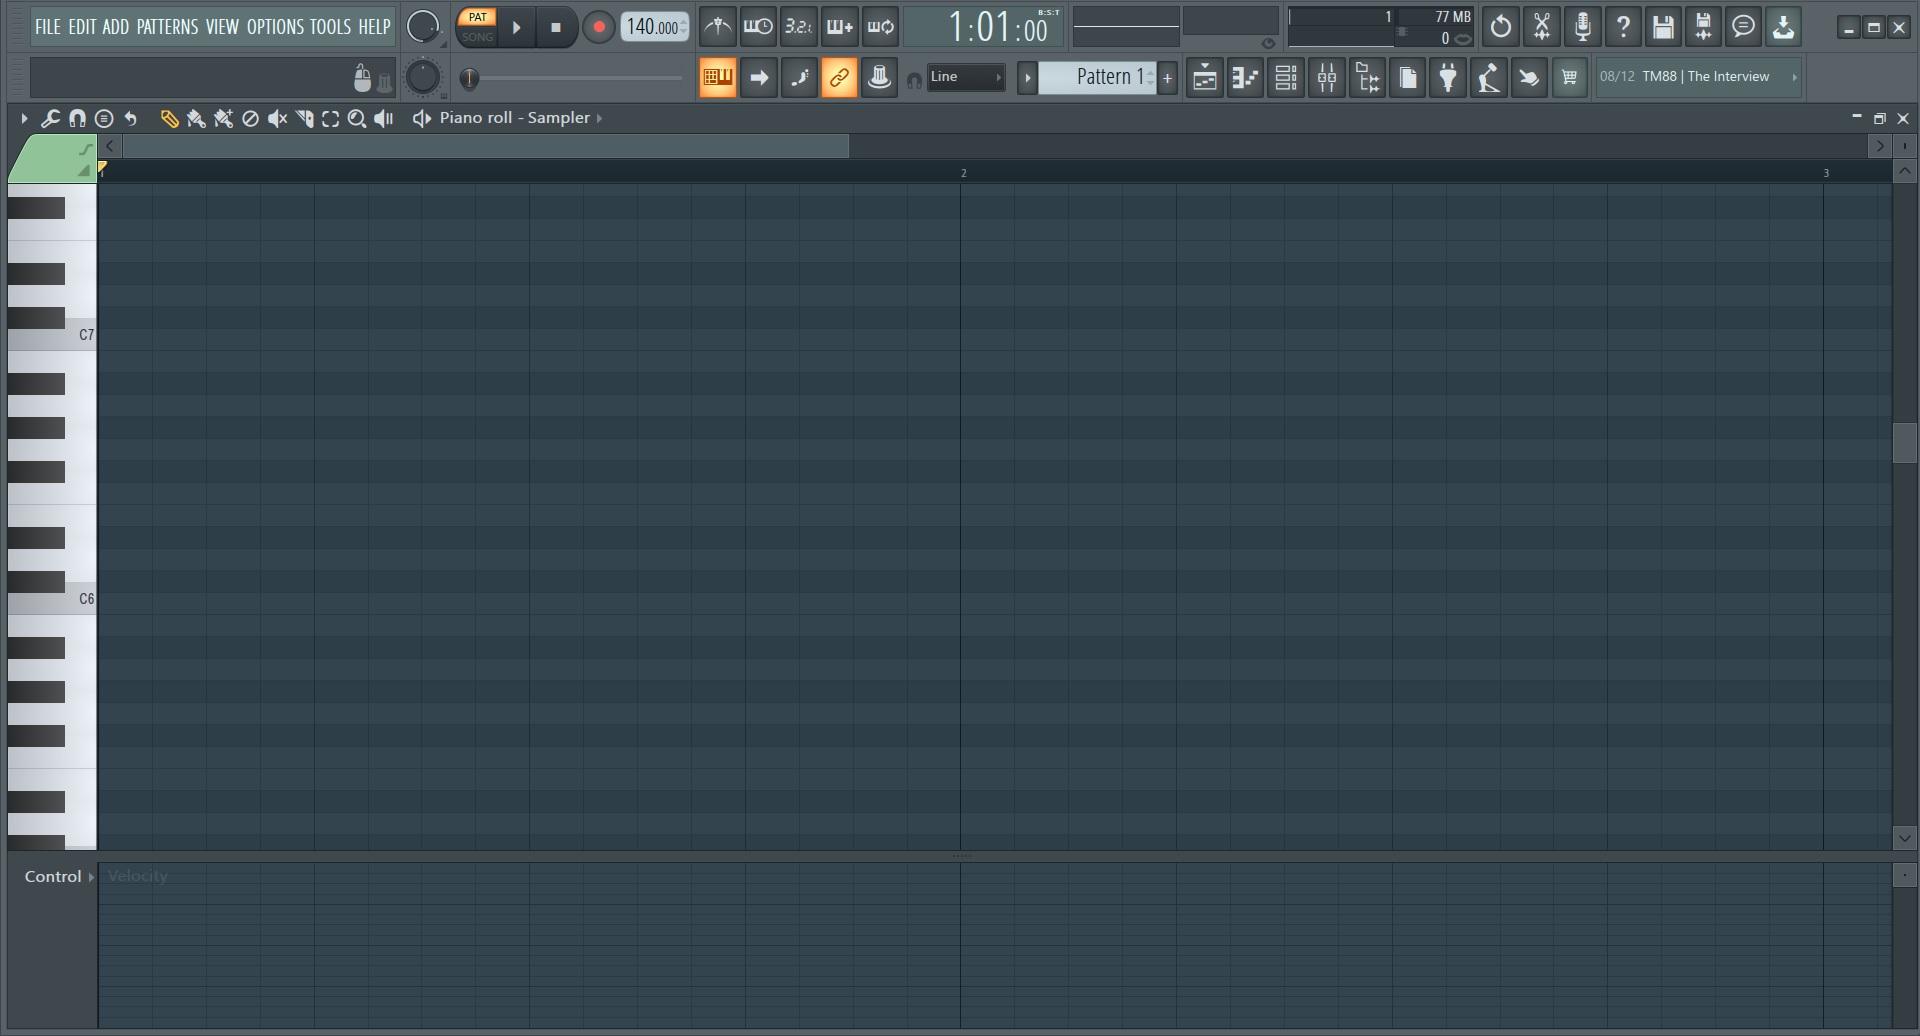 FILE EDIT ADD PATTERNS VIEW OPTIONS TOOLS HELP
PAT
SONG
140.000
3.2.1
1:01:00
B:S:T
1
77 MB
0
Line
Pattern 1
+
08/12 TM88 | The Interview
Piano roll - Sampler
2
3
C7
C6
Control
Velocity